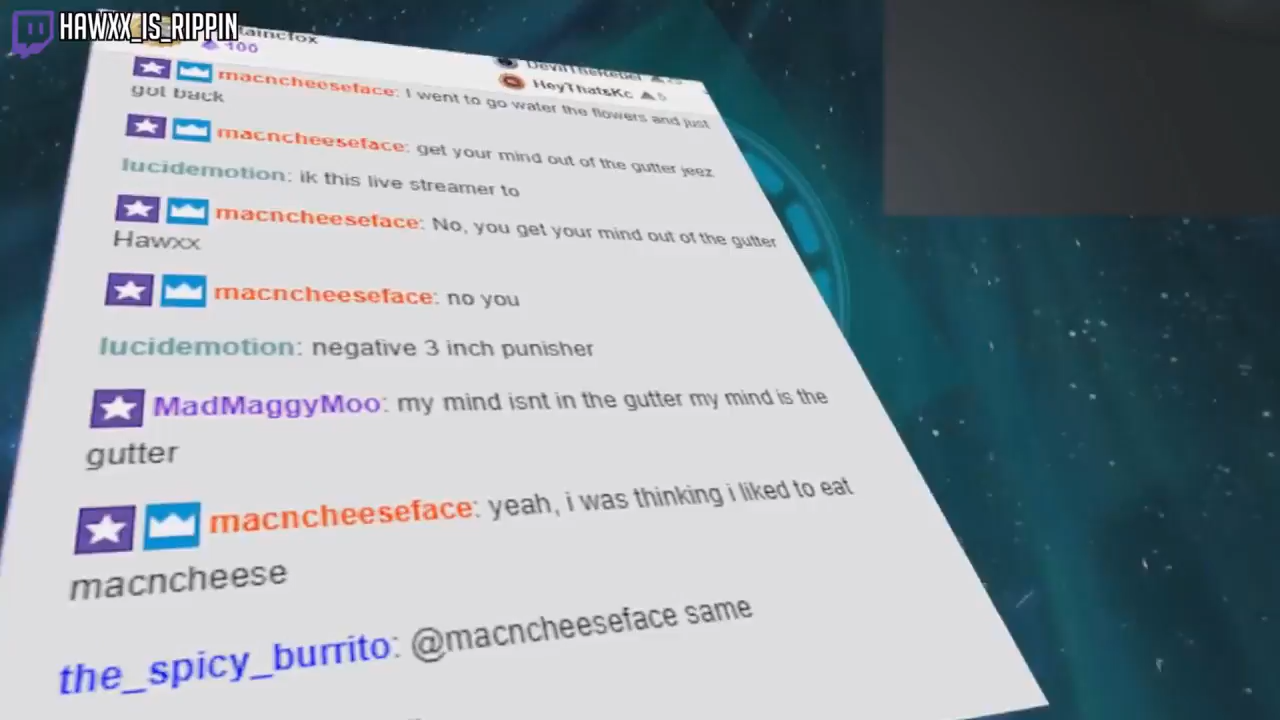 HAWXX_IS_RIPPIN
100
HeyThatsKc 5
macncheeseface: I went to go water the flowers and just
got back
macncheeseface: get your mind out of the gutter jeez
lucidemotion: ik this live streamer to
macncheeseface: No, you get your mind out of the gutter
Hawxx
macncheeseface: no you
lucidemotion: negative 3 inch punisher
MadMaggyMoo: my mind isnt in the gutter my mind is the
gutter
macncheeseface: yeah, i was thinking i liked to eat
macncheese
the_spicy_burrito: @macncheeseface same